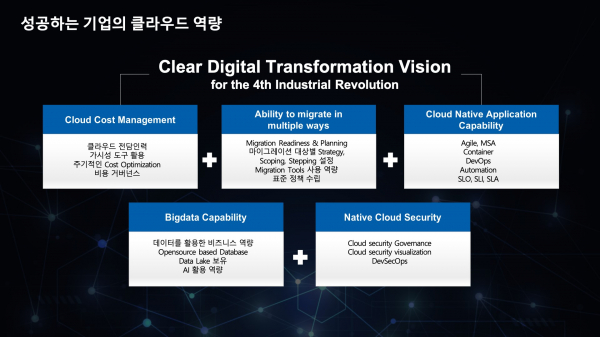 성공하는 기업의 클라우드 역량
Clear Digital Transformation Vision
for the 4th Industrial Revolution
Cloud Cost Management
클라우드 전담인력
가시성 도구 활용
주기적인 Cost Optimization
비용 거버넌스
Ability to migrate in
multiple ways
Migration Readiness & Planning
마이그레이션 대상별 Strategy,
Scoping, Stepping 설정
Migration Tools 사용 역량
표준 정책 수립
Cloud Native Application
Capability
Agile, MSA
Container
DevOps
Automation
SLO, SLI, SLA
Bigdata Capability
데이터를 활용한 비즈니스 역량
Opensource based Database
Data Lake 보유
AI 활용 역량
Native Cloud Security
Cloud security Governance
Cloud security visualization
DevSecOps